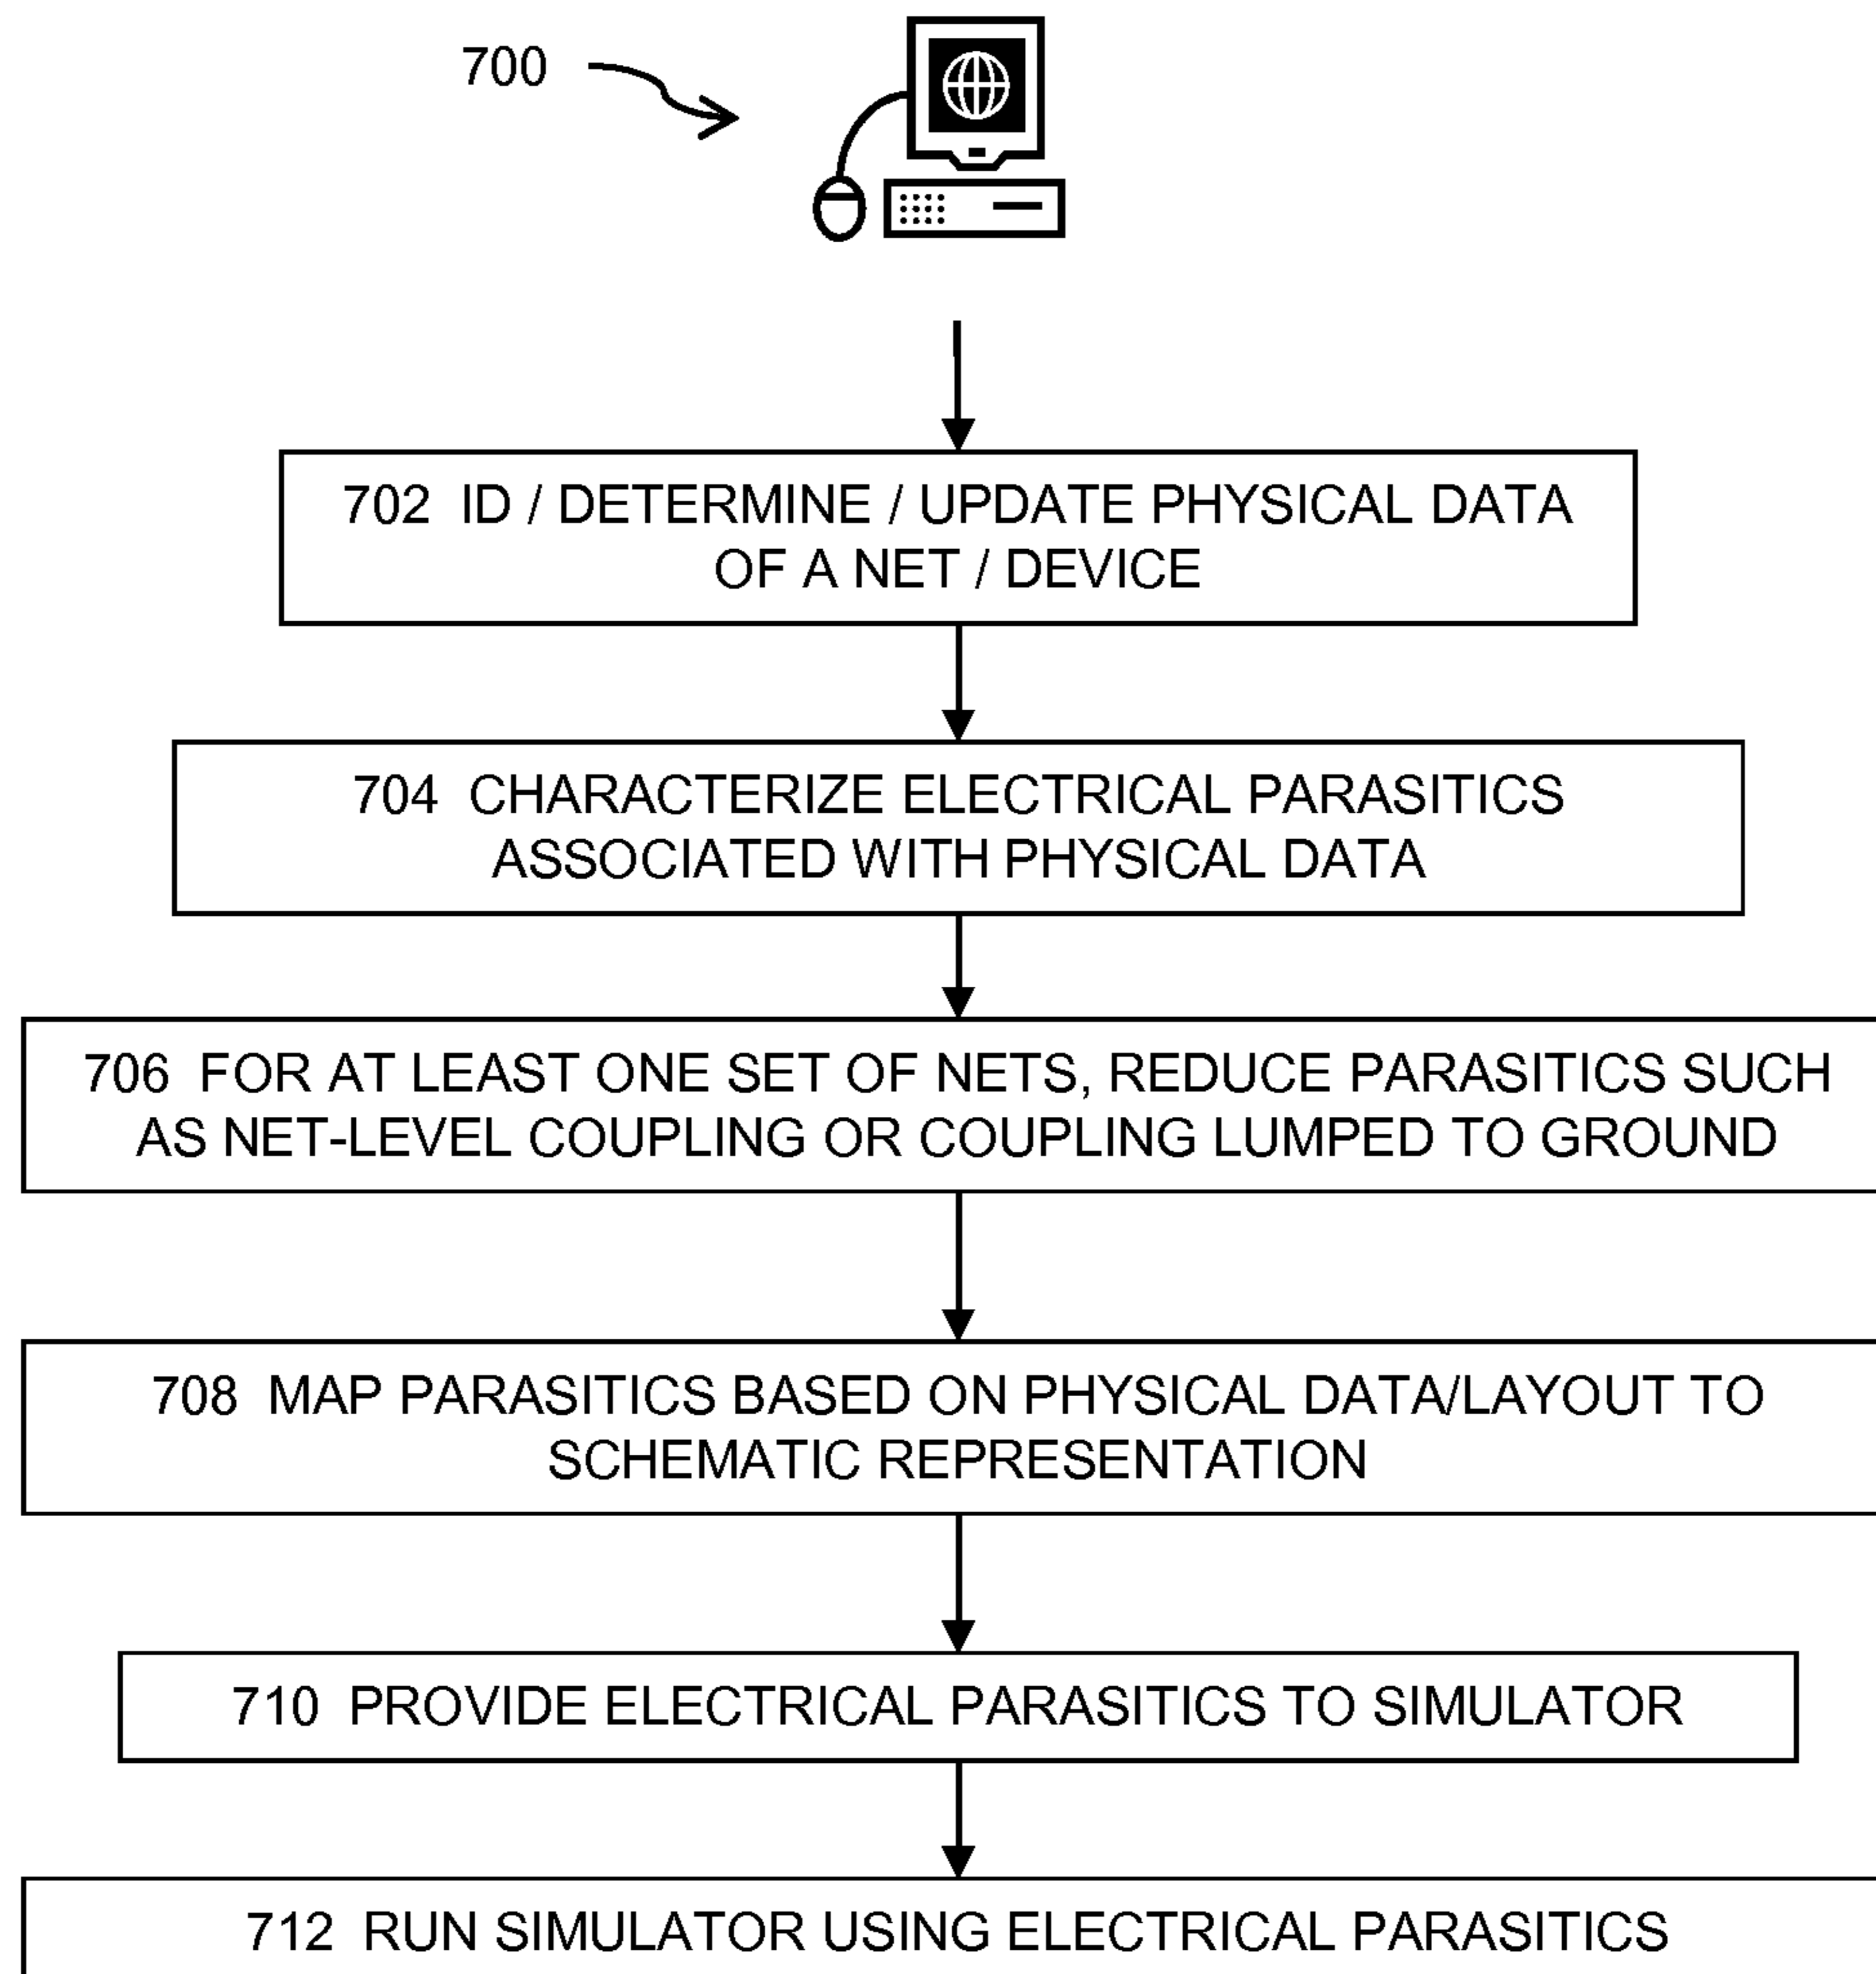 700
702 ID / DETERMINE / UPDATE PHYSICAL DATA
OF A NET / DEVICE
704 CHARACTERIZE ELECTRICAL PARASITICS
ASSOCIATED WITH PHYSICAL DATA
706 FOR AT LEAST ONE SET OF NETS, REDUCE PARASITICS SUCH
AS NET-LEVEL COUPLING OR COUPLING LUMPED TO GROUND
708 MAP PARASITICS BASED ON PHYSICAL DATA/LAYOUT TO
SCHEMATIC REPRESENTATION
710 PROVIDE ELECTRICAL PARASITICS TO SIMULATOR
712 RUN SIMULATOR USING ELECTRICAL PARASITICS